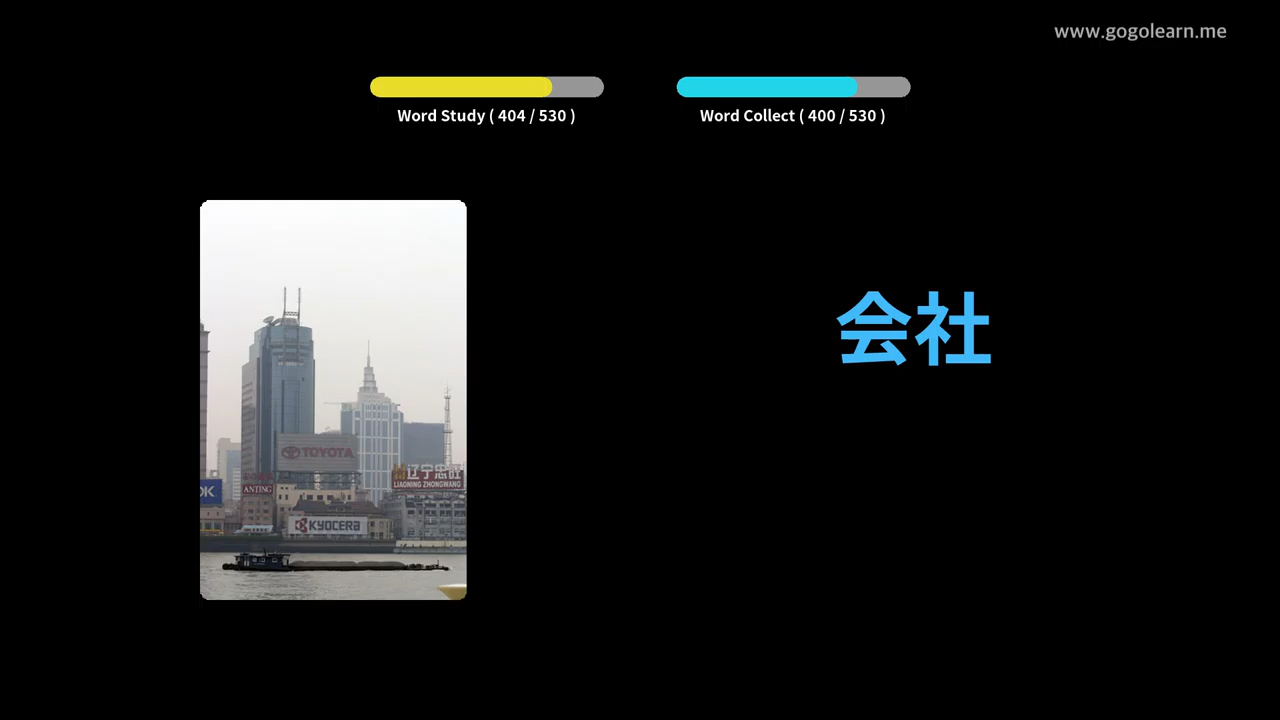 www.gogolearn.me
Word Study ( 404 / 530 )
Word Collect ( 400 / 530 )
会社
TOYOTA
辽宁忠旺
LIAONING ZHONGWANG
OK
ANTING
KYOCERA